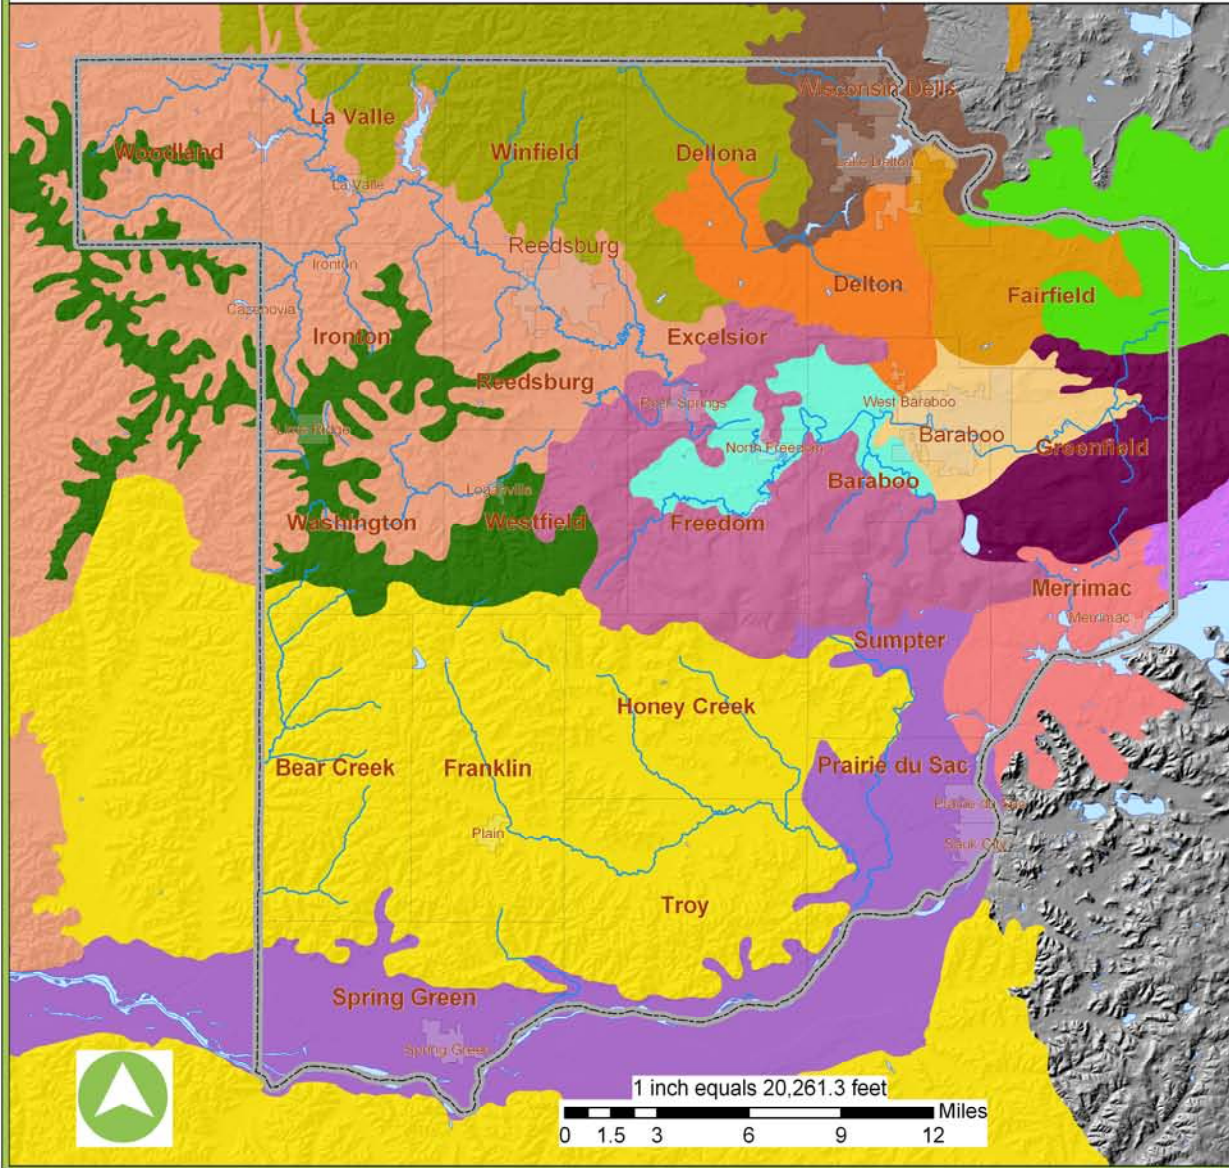 Wisconsin Dells
La Valle
Woodland
Winfield
Dellona
Lake Delton
La Valle
Reedsburg
Ironton
Delton
Fairfield
Cazenovia
Ironton
Excelsior
Reedsburg
Rock Springs
West Baraboo
Lime Ridge
North Freedom
Baraboo
Greenfield
Loganville
Baraboo
Washington
Westfield
Freedom
Merrimac
Merrimac
Sumpter
Honey Creek
Bear Creek
Franklin
Prairie du Sac
Prairie du Sac
Plain
Sauk City
Troy
Spring Green
Spring Green
1 inch equals 20,261.3 feet
Miles
0 1.5 3 6 9 12